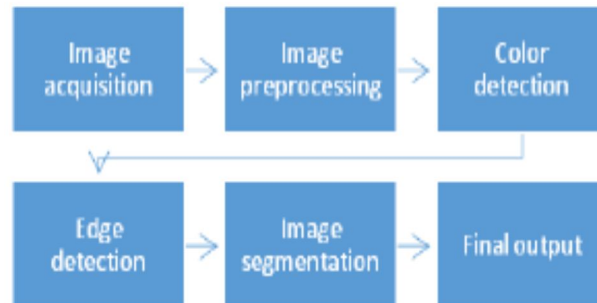 Image
acquisition
Image
preprocessing
Color
detection
Edge
detection
Image
segmentation
Final output